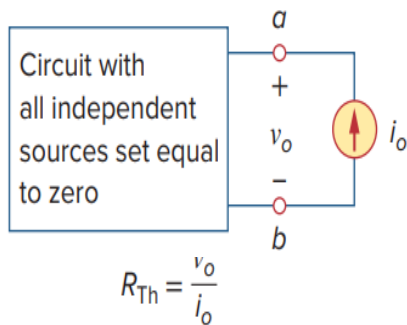 a
Circuit with
all independent
sources set equal
to zero
+
v_o
−
i_o
b
R_Th = v_o / i_o